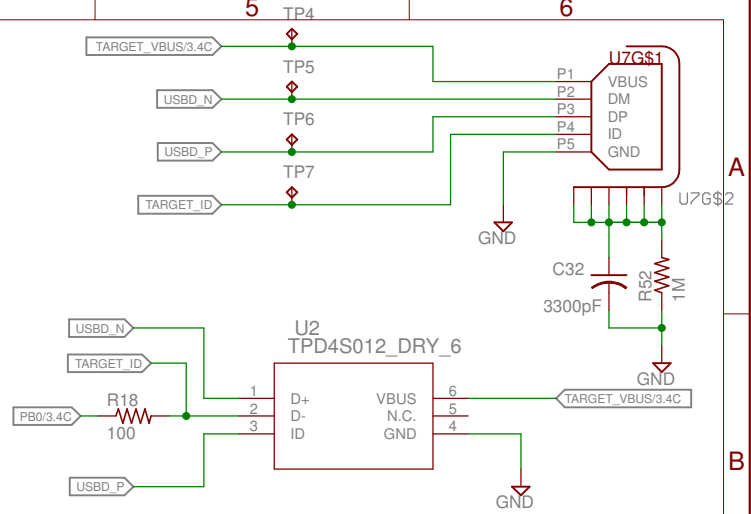 5
6
TP4
TARGET_VBUS/3.4C
U7G$1
P1
VBUS
TP5
USBD_N
P2
DM
TP6
P3
DP
USBD_P
P4
ID
P5
GND
TP7
A
TARGET_ID
U7G$2
GND
C32
3300pF
R52
1M
GND
U2
TPD4S012_DRY_6
USBD_N
TARGET_ID
R18
PB0/3.4C
100
1
D+
VBUS
6
TARGET_VBUS/3.4C
2
D-
N.C.
5
3
ID
GND
4
USBD_P
GND
B